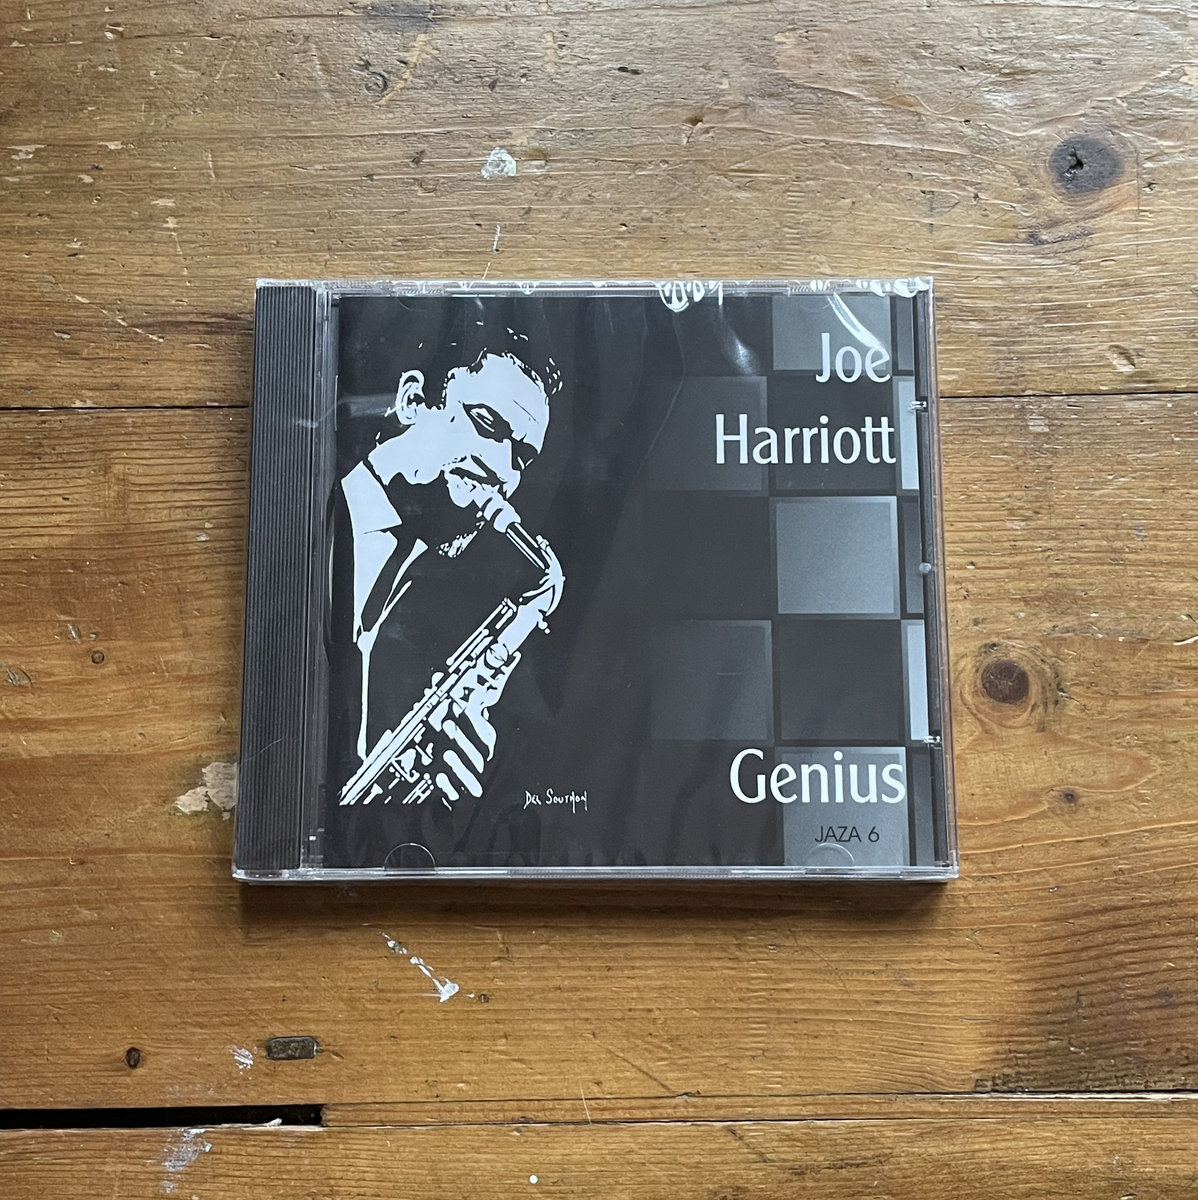 Joe
Harriott
Genius
Del Southon
JAZA 6